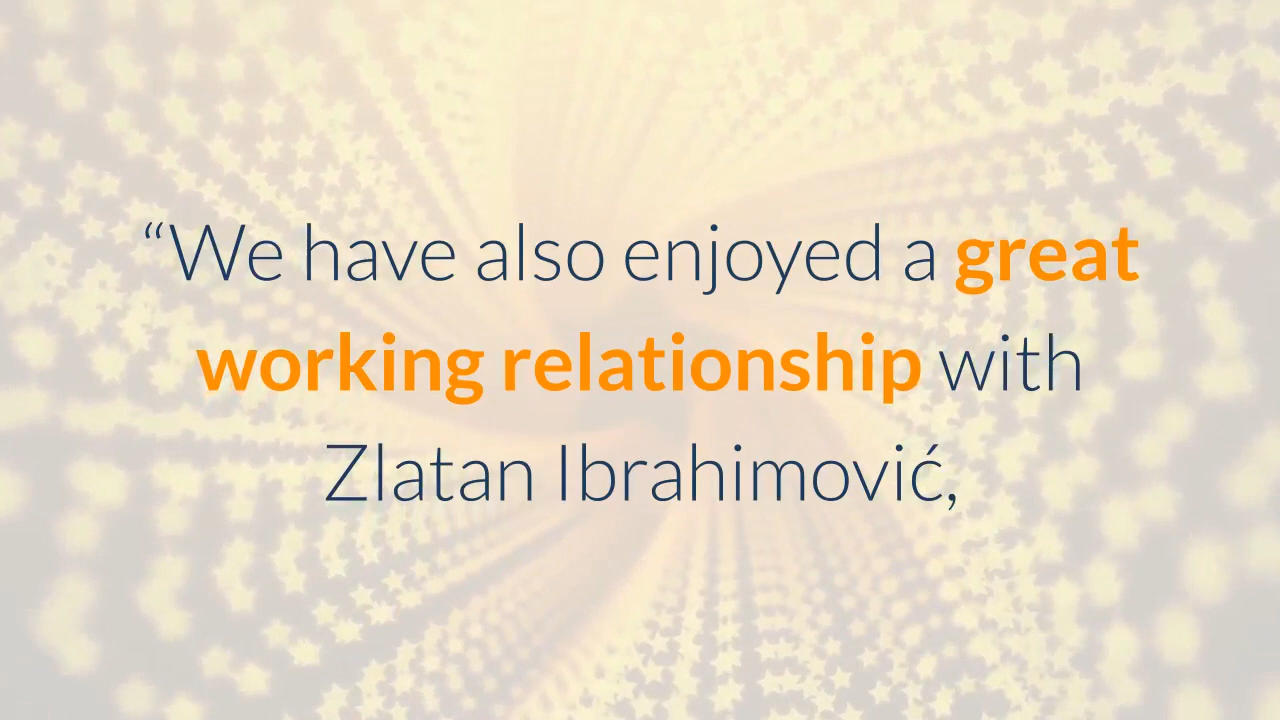 “We have also enjoyed a great
working relationship with
Zlatan Ibrahimović,